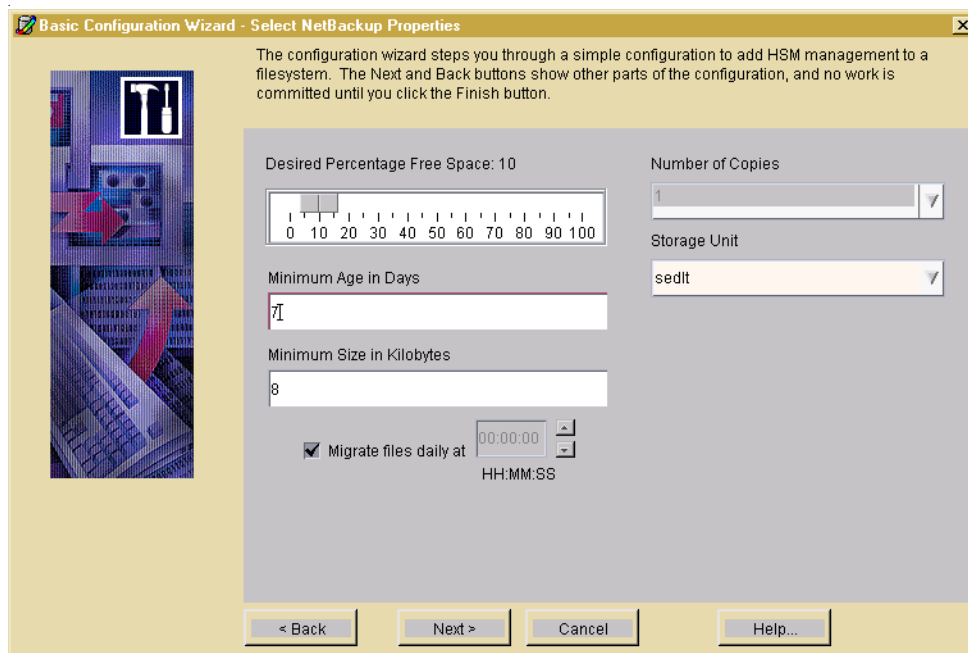 Basic Configuration Wizard - Select NetBackup Properties
The configuration wizard steps you through a simple configuration to add HSM management to a
filesystem. The Next and Back buttons show other parts of the configuration, and no work is
committed until you click the Finish button.
Desired Percentage Free Space: 10
0 10 20 30 40 50 60 70 80 90 100
Minimum Age in Days
7
Minimum Size in Kilobytes
8
Migrate files daily at 00:00:00
HH:MM:SS
Number of Copies
1
Storage Unit
sedlt
< Back Next > Cancel Help...